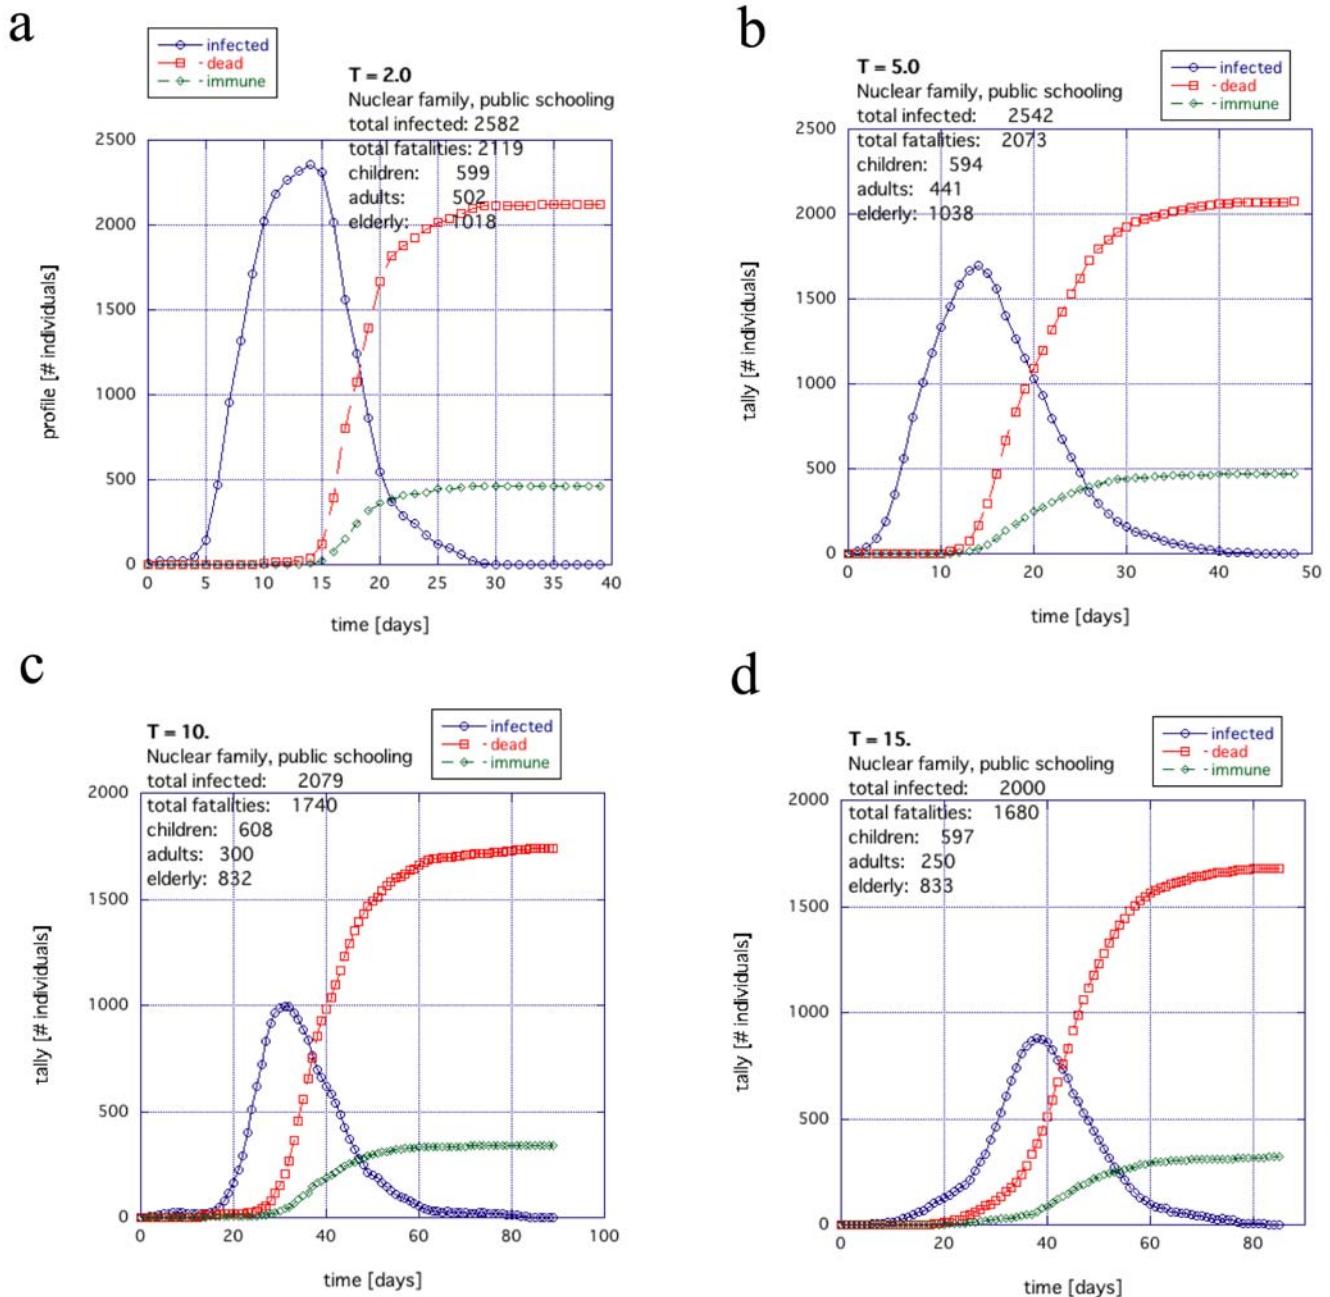 a
infected
- dead
- immune
T = 2.0
Nuclear family, public schooling
total infected: 2582
total fatalities: 2119
children: 599
adults: 502
elderly: 1018
2500
2000
1500
1000
500
0
0 5 10 15 20 25 30 35 40
profile [# individuals]
time [days]
b
infected
- dead
- immune
T = 5.0
Nuclear family, public schooling
total infected: 2542
total fatalities: 2073
children: 594
adults: 441
elderly: 1038
2500
2000
1500
1000
500
0
0 10 20 30 40 50
tally [# individuals]
time [days]
c
infected
- dead
- immune
T = 10.
Nuclear family, public schooling
total infected: 2079
total fatalities: 1740
children: 608
adults: 300
elderly: 832
2000
1500
1000
500
0
0 20 40 60 80 100
tally [# individuals]
time [days]
d
infected
- dead
- immune
T = 15.
Nuclear family, public schooling
total infected: 2000
total fatalities: 1680
children: 597
adults: 250
elderly: 833
2000
1500
1000
500
0
0 20 40 60 80
tally [# individuals]
time [days]